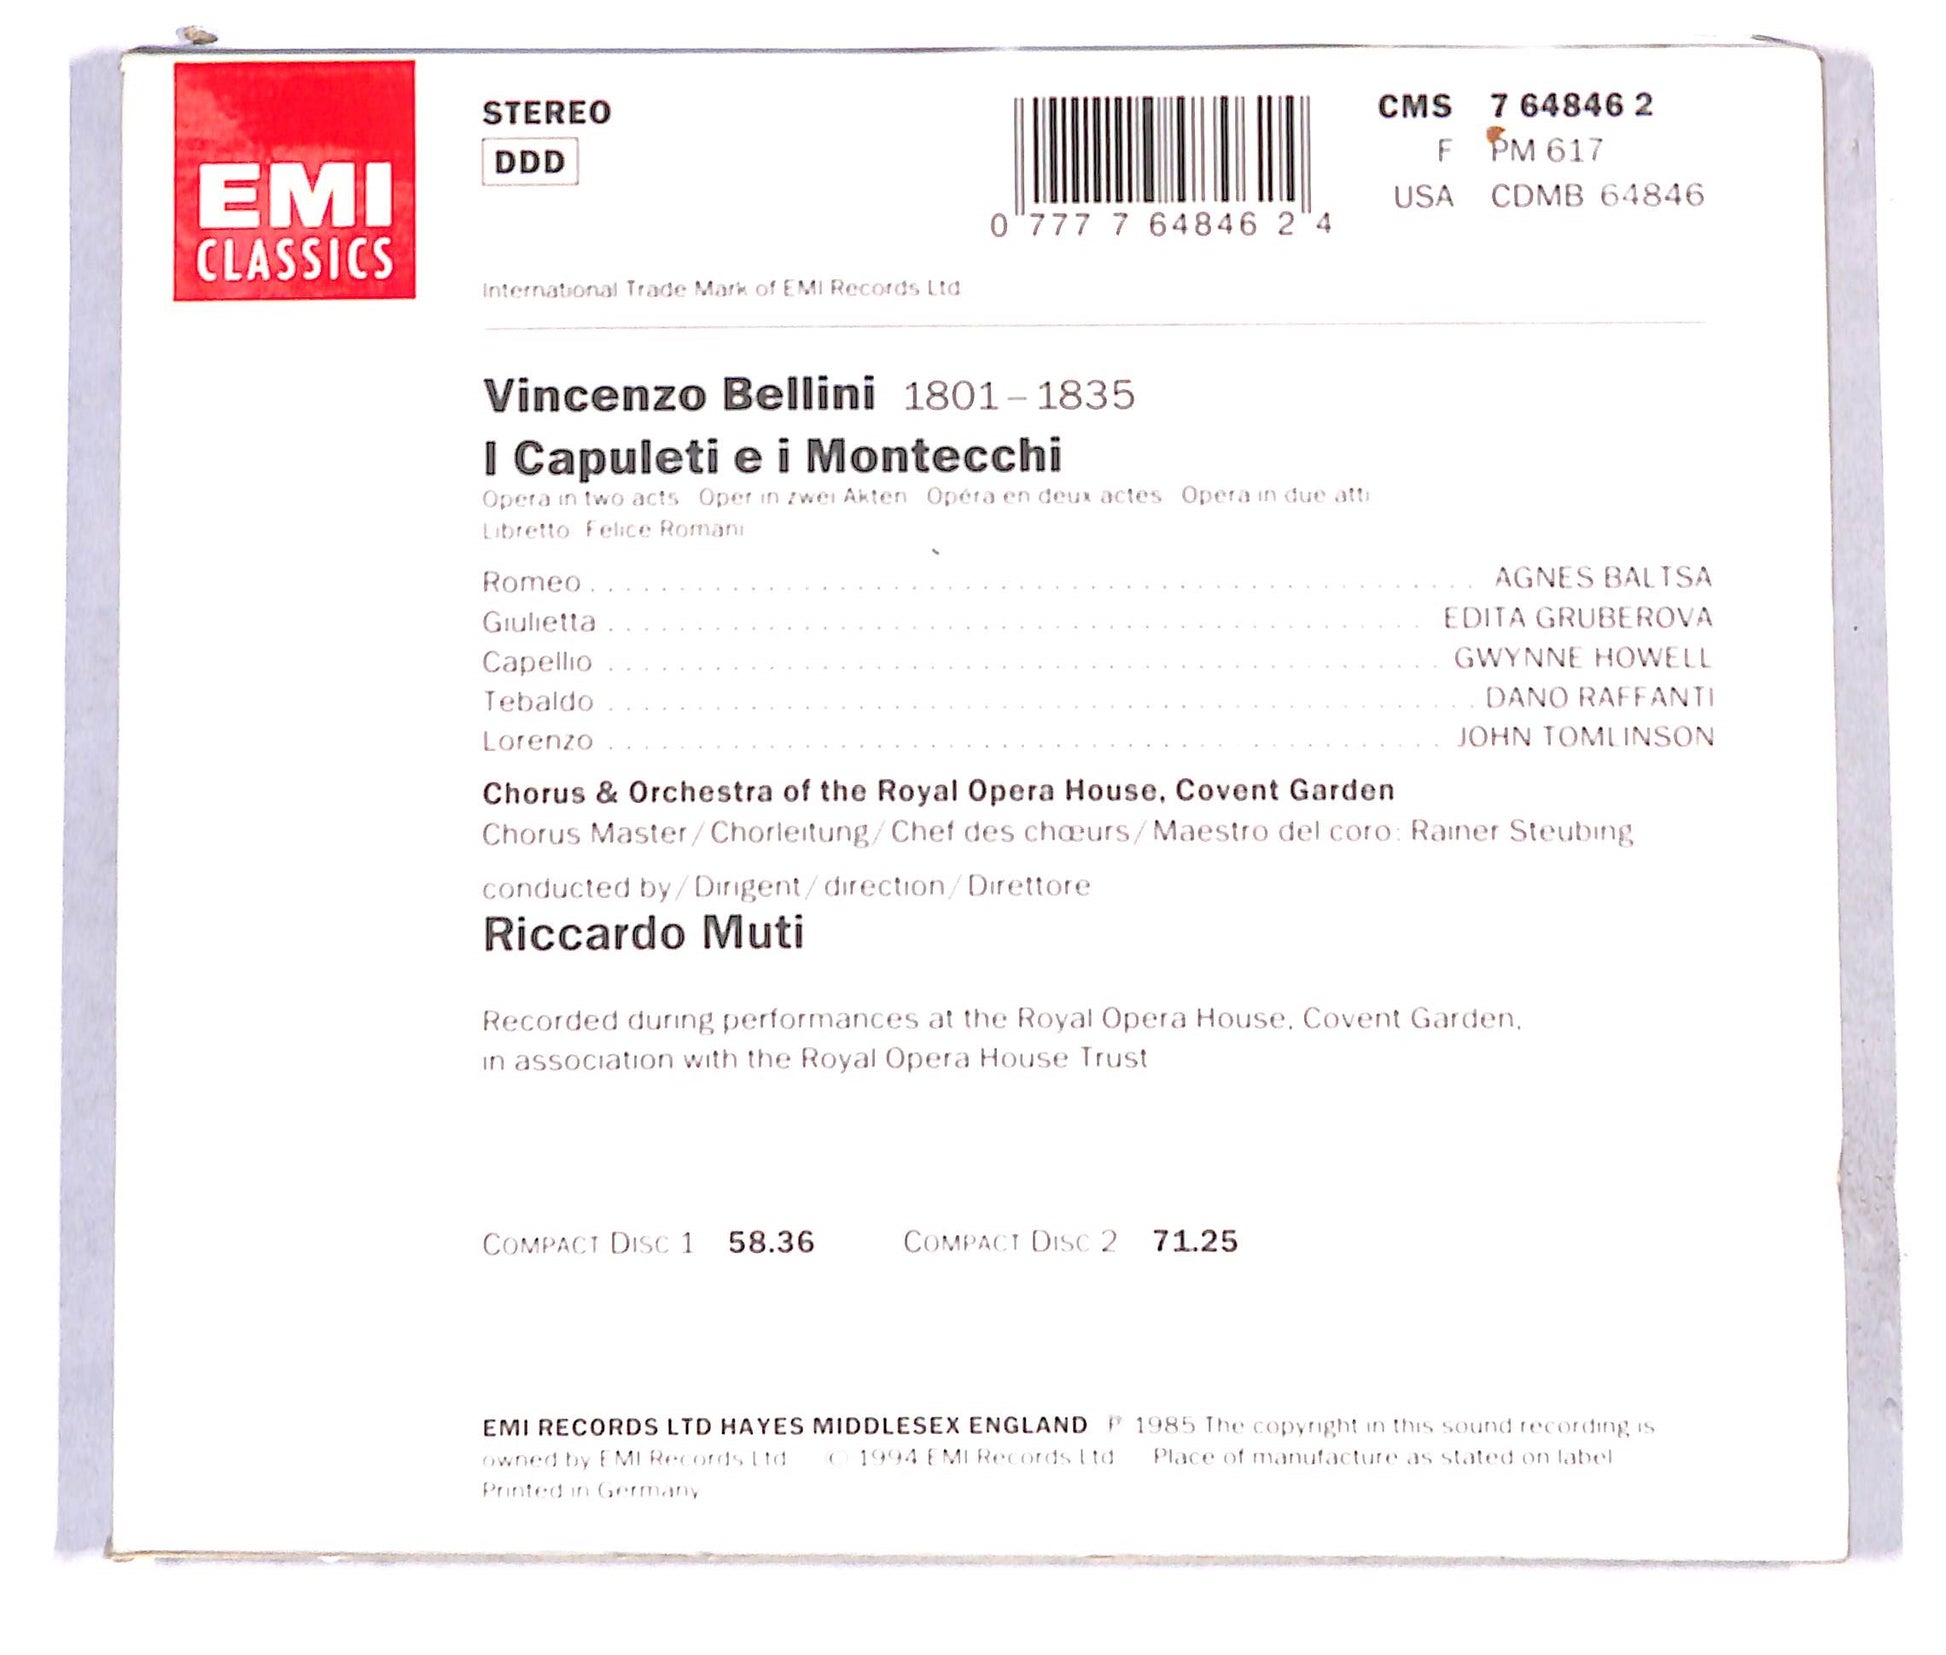 EMI
CLASSICS
STEREO
DDD
0 777 7 64846 2 4
CMS 7 64846 2
F PM 617
USA CDMB 64846
International Trade Mark of EMI Records Ltd
Vincenzo Bellini 1801–1835
I Capuleti e i Montecchi
Opera in two acts Oper in zwei Akten Opéra en deux actes Opera in due atti
Libretto Felice Romani
Romeo . . . . . . . . . . . . . . . . . . . . AGNES BALTSA
Giulietta . . . . . . . . . . . . . . . . . . . . EDITA GRUBEROVA
Capellio . . . . . . . . . . . . . . . . . . . . GWYNNE HOWELL
Tebaldo . . . . . . . . . . . . . . . . . . . . DANO RAFFANTI
Lorenzo . . . . . . . . . . . . . . . . . . . . JOHN TOMLINSON
Chorus & Orchestra of the Royal Opera House, Covent Garden
Chorus Master/Chorleitung/Chef des chœurs/Maestro del coro: Rainer Steubing
conducted by/Dirigent/direction/Direttore
Riccardo Muti
Recorded during performances at the Royal Opera House, Covent Garden,
in association with the Royal Opera House Trust
COMPACT DISC 1 58.36 COMPACT DISC 2 71.25
EMI RECORDS LTD HAYES MIDDLESEX ENGLAND ℗ 1985 The copyright in this sound recording is
owned by EMI Records Ltd © 1994 EMI Records Ltd Place of manufacture as stated on label
Printed in Germany